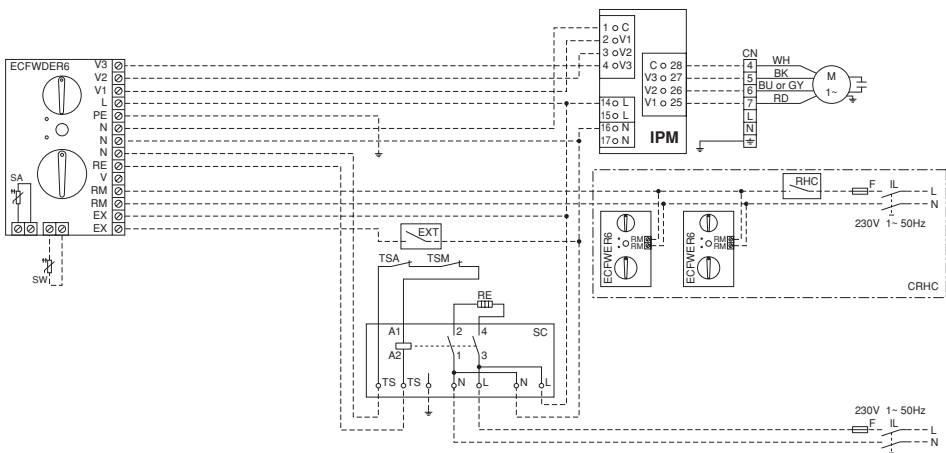 ECFWDER6
V3
V2
V1
L
PE
N
N
N
RE
V
RM
RM
EX
EX
SA
SW
1 C
2 V1
3 V2
4 V3
14 L
15 L
16 N
17 N
C 28
V3 27
V2 26
V1 25
IPM
CN
4
5
6
7
L
N
WH
BK
BU or GY
RD
M
1~
RHC
F
IL
L
N
230V 1~ 50Hz
ECFWER6
RM
RM
ECFWER6
RM
RM
CRHC
EXT
TSA
TSM
RE
A1
A2
2
4
1
3
SC
TS
TS
N
L
N
L
230V 1~ 50Hz
F
IL
L
N